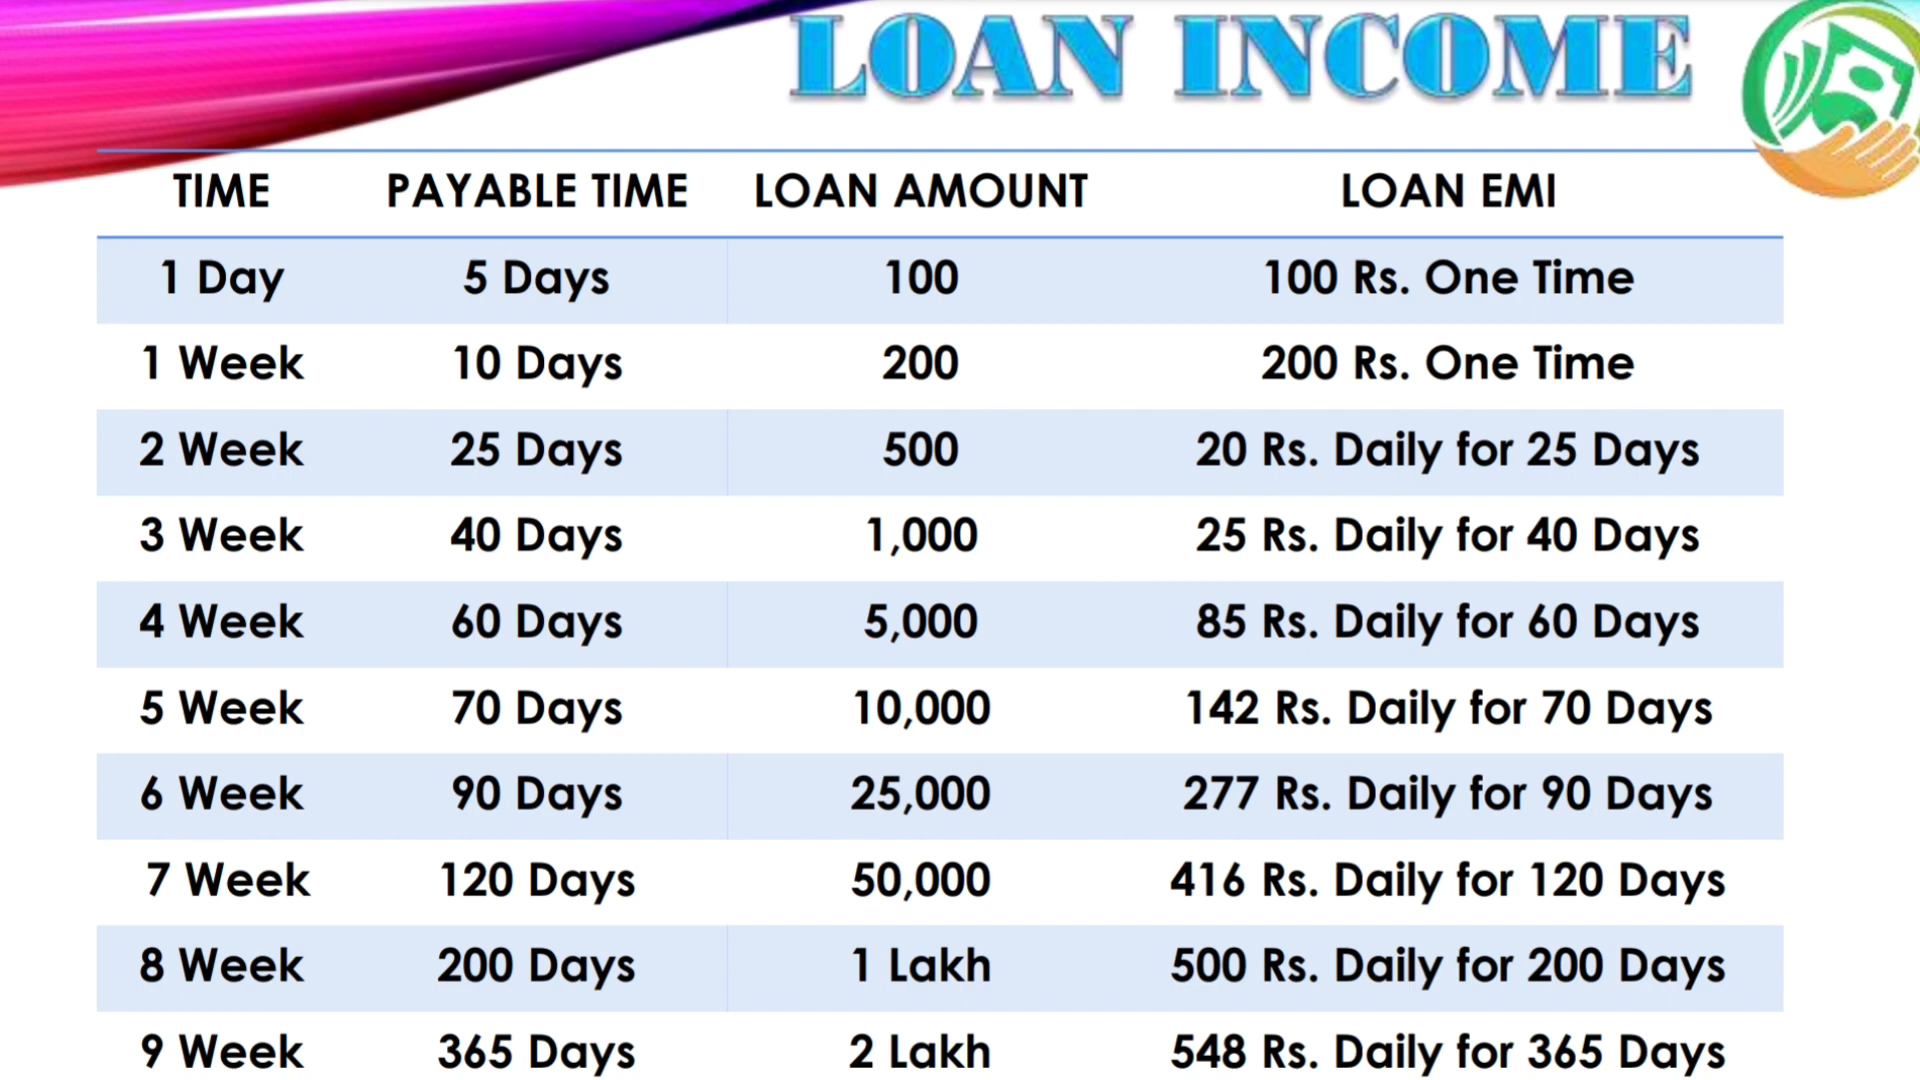 LOAN INCOME
TIME PAYABLE TIME LOAN AMOUNT LOAN EMI
1 Day 5 Days 100 100 Rs. One Time
1 Week 10 Days 200 200 Rs. One Time
2 Week 25 Days 500 20 Rs. Daily for 25 Days
3 Week 40 Days 1,000 25 Rs. Daily for 40 Days
4 Week 60 Days 5,000 85 Rs. Daily for 60 Days
5 Week 70 Days 10,000 142 Rs. Daily for 70 Days
6 Week 90 Days 25,000 277 Rs. Daily for 90 Days
7 Week 120 Days 50,000 416 Rs. Daily for 120 Days
8 Week 200 Days 1 Lakh 500 Rs. Daily for 200 Days
9 Week 365 Days 2 Lakh 548 Rs. Daily for 365 Days